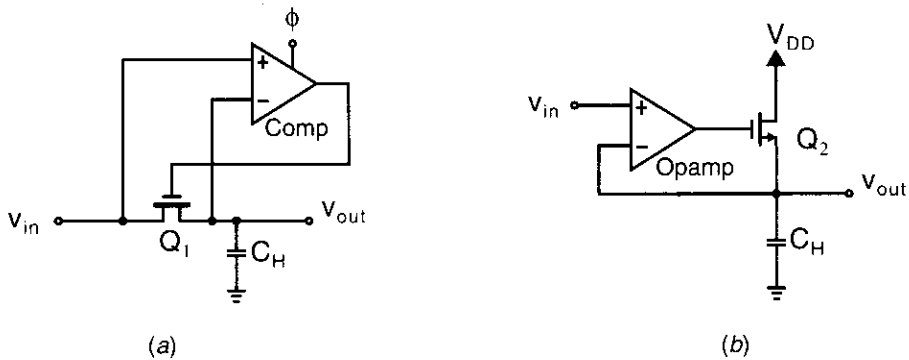 ϕ
+
−
Comp
v_in
Q_1
v_out
C_H
(a)
V_DD
v_in
+
−
Opamp
Q_2
v_out
C_H
(b)